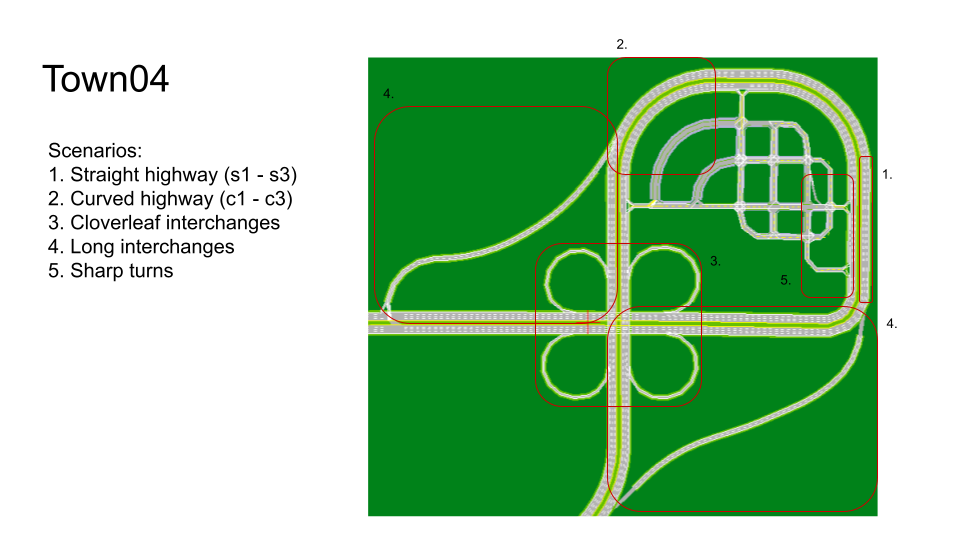 Town04
Scenarios:
1. Straight highway (s1 - s3)
2. Curved highway (c1 - c3)
3. Cloverleaf interchanges
4. Long interchanges
5. Sharp turns
2.
4.
1.
3.
5.
4.